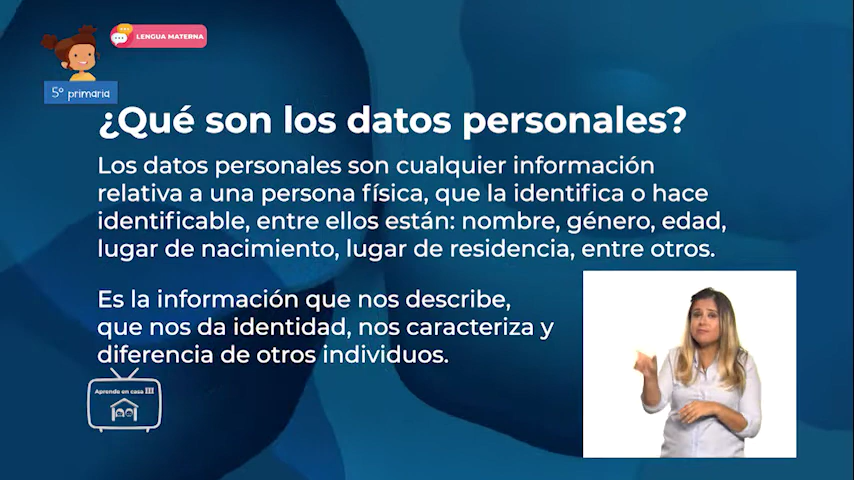 LENGUA MATERNA
5° primaria
¿Qué son los datos personales?
Los datos personales son cualquier información
relativa a una persona física, que la identifica o hace
identificable, entre ellos están: nombre, género, edad,
lugar de nacimiento, lugar de residencia, entre otros.
Es la información que nos describe,
que nos da identidad, nos caracteriza y
diferencia de otros individuos.
Aprende en casa III